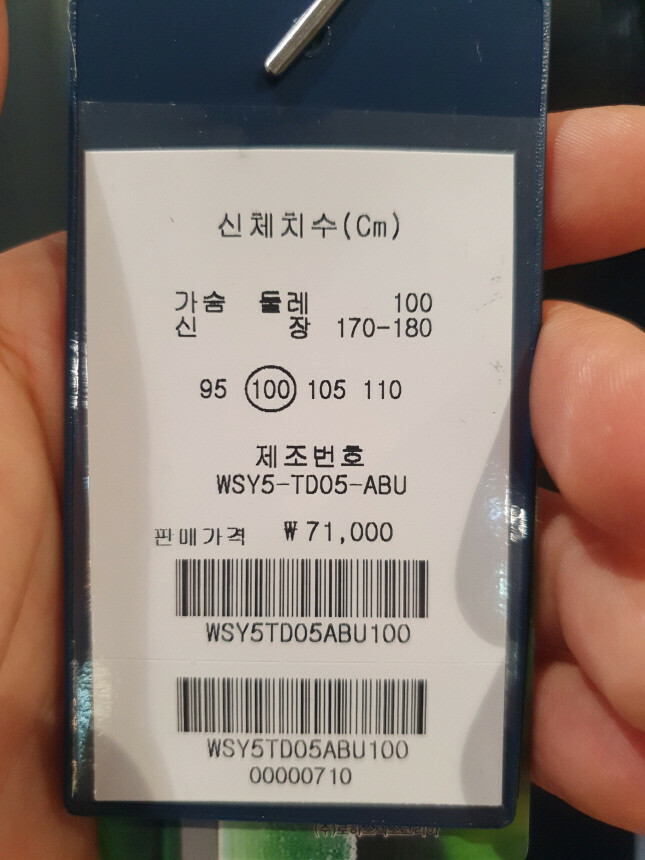 신체치수(Cm)
가슴 둘레 100
신 장 170-180
95 100 105 110
제조번호
WSY5-TD05-ABU
판매가격 ₩71,000
WSY5TD05ABU100
WSY5TD05ABU100
00000710